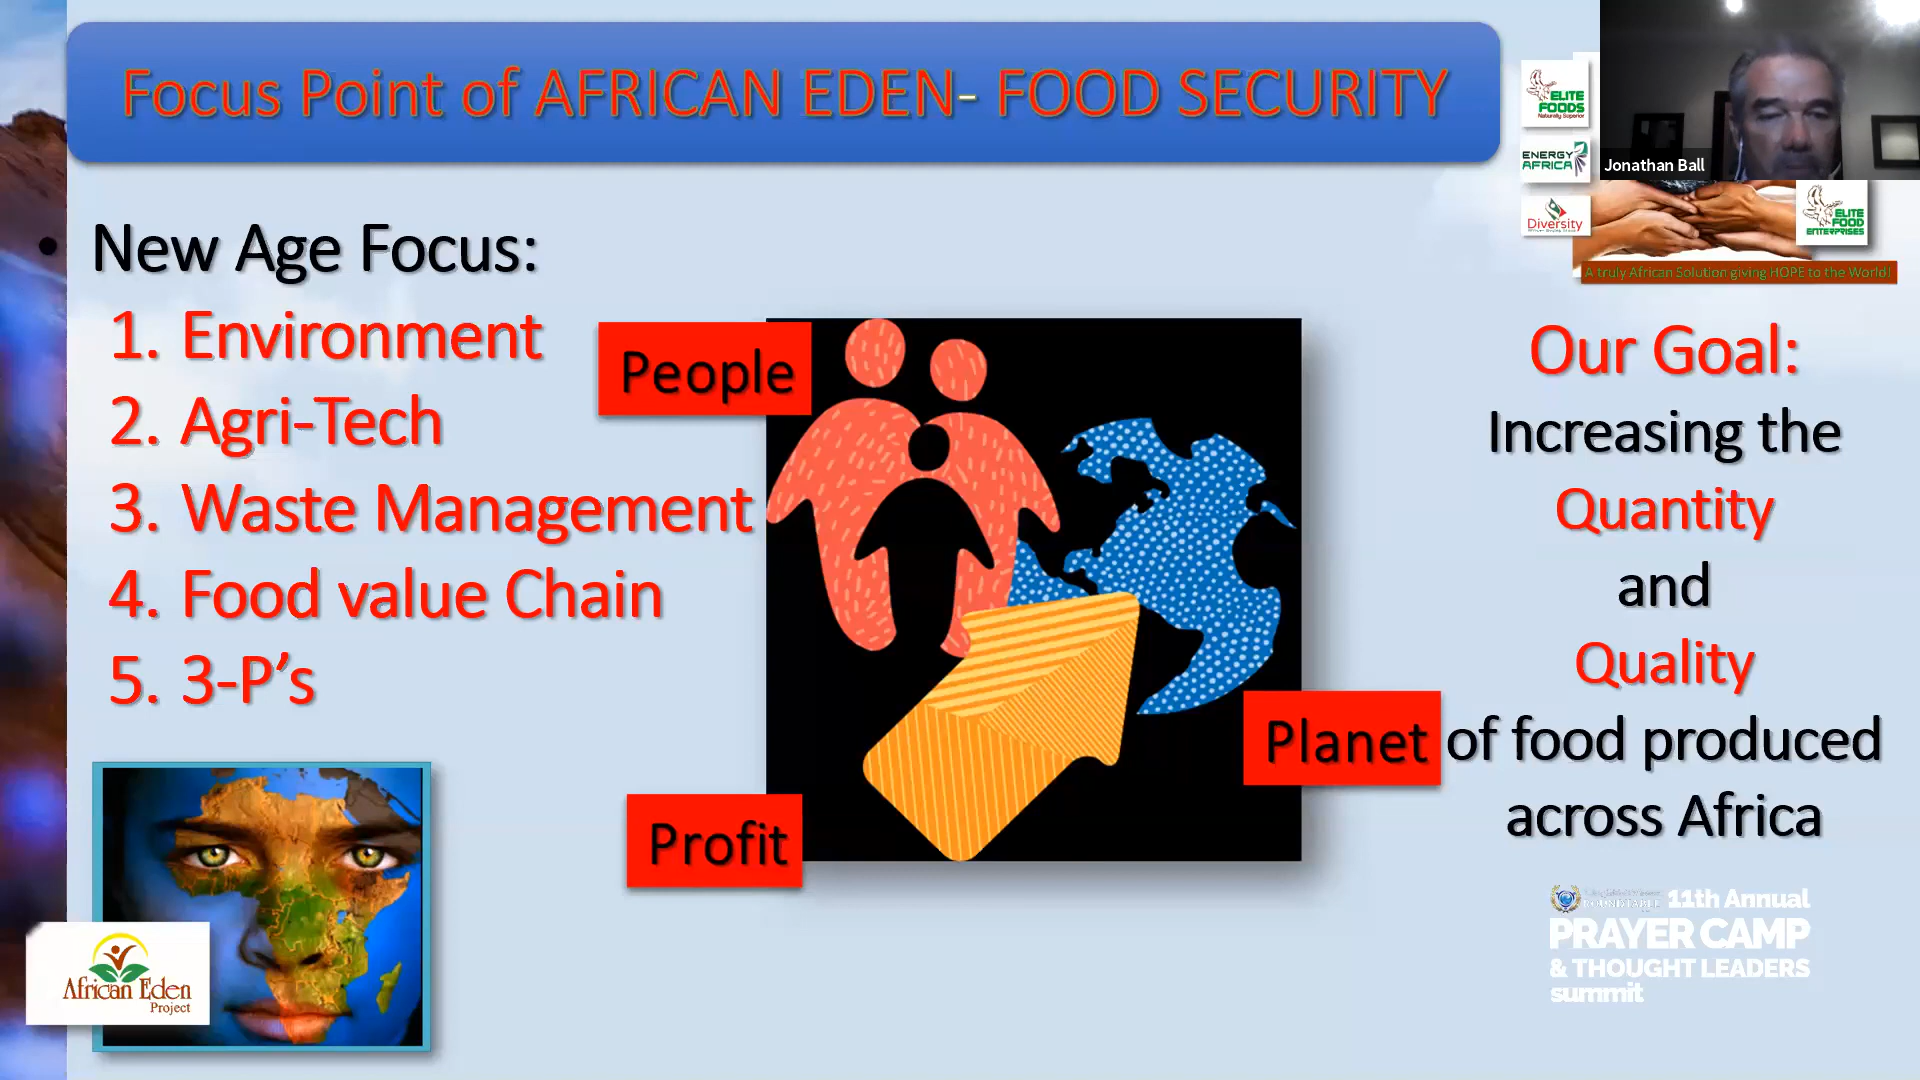 Focus Point of AFRICAN EDEN- FOOD SECURITY
• New Age Focus:
1. Environment
2. Agri-Tech
3. Waste Management
4. Food value Chain
5. 3-P's
People
Profit
Planet
Our Goal:
Increasing the
Quantity
and
Quality
of food produced
across Africa
ELITE
FOODS
Naturally Superior
ENERGY
AFRICA
Diversity
Jonathan Ball
ELITE
FOOD
ENTERPRISES
A truly African Solution giving HOPE to the World!
African Eden
Project
ROUNDTABLE
11th Annual
PRAYER CAMP
& THOUGHT LEADERS
summit